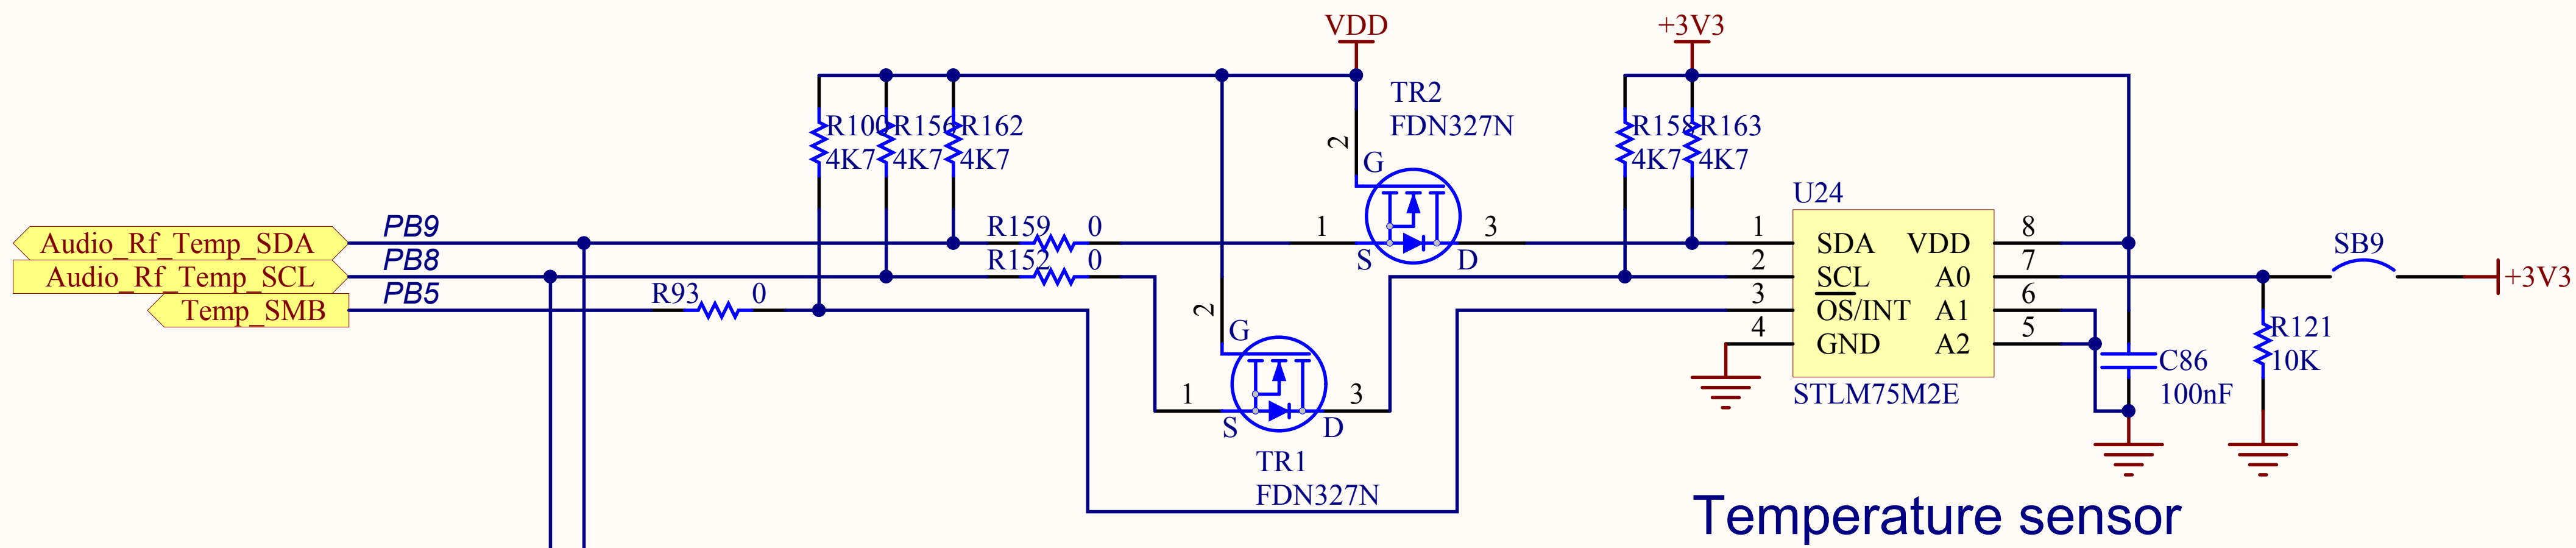 VDD
+3V3
TR2
FDN327N
R100
R156
R162
4K7
4K7
4K7
2
G
R158
R163
4K7
4K7
U24
Audio_Rf_Temp_SDA
PB9
R159
0
1
S
D
3
1
SDA
VDD
8
SB9
Audio_Rf_Temp_SCL
PB8
R152
0
2
SCL
A0
7
+3V3
Temp_SMB
PB5
R93
0
2
G
3
OS/INT
A1
6
R121
10K
4
GND
A2
5
C86
100nF
STLM75M2E
1
S
D
3
TR1
FDN327N
Temperature sensor